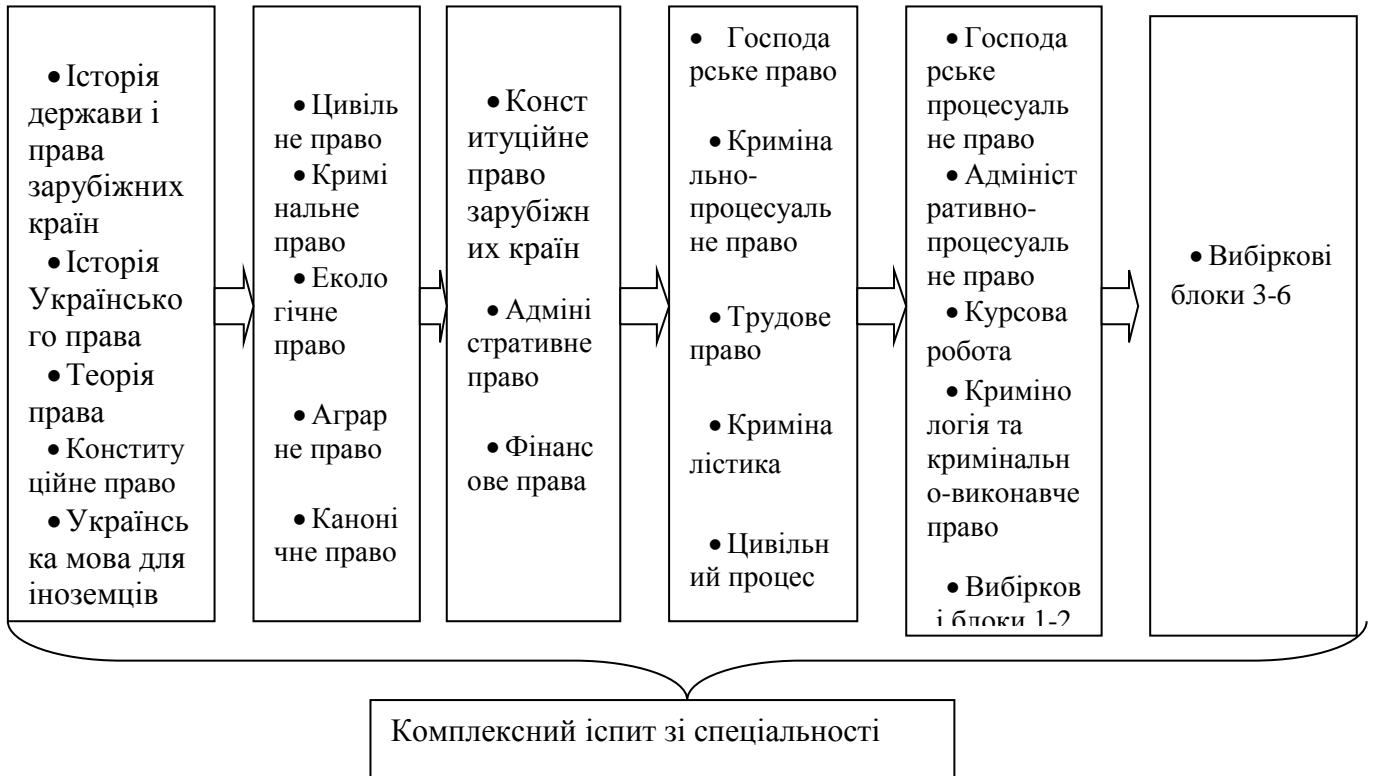 • Історія
держави і
права
зарубіжних
країн
• Історія
Українсько
го права
• Теорія
права
• Конститу
ційне право
• Українсь
ка мова для
іноземців
• Цивіль
не право
• Кримі
нальне
право
• Еколо
гічне
право
• Аграр
не право
• Каноні
чне право
• Конст
итуційне
право
зарубіжн
их країн
• Адміні
стративне
право
• Фінанс
ове права
• Господа
рське право
• Криміна
льно-
процесуаль
не право
• Трудове
право
• Криміна
лістика
• Цивільн
ий процес
• Господа
рське
процесуаль
не право
• Адмініст
ративно-
процесуаль
не право
• Курсова
робота
• Криміно
логія та
кримінальн
о-виконавче
право
• Вибірков
і блоки 1-2
• Вибіркові
блоки 3-6
Комплексний іспит зі спеціальності